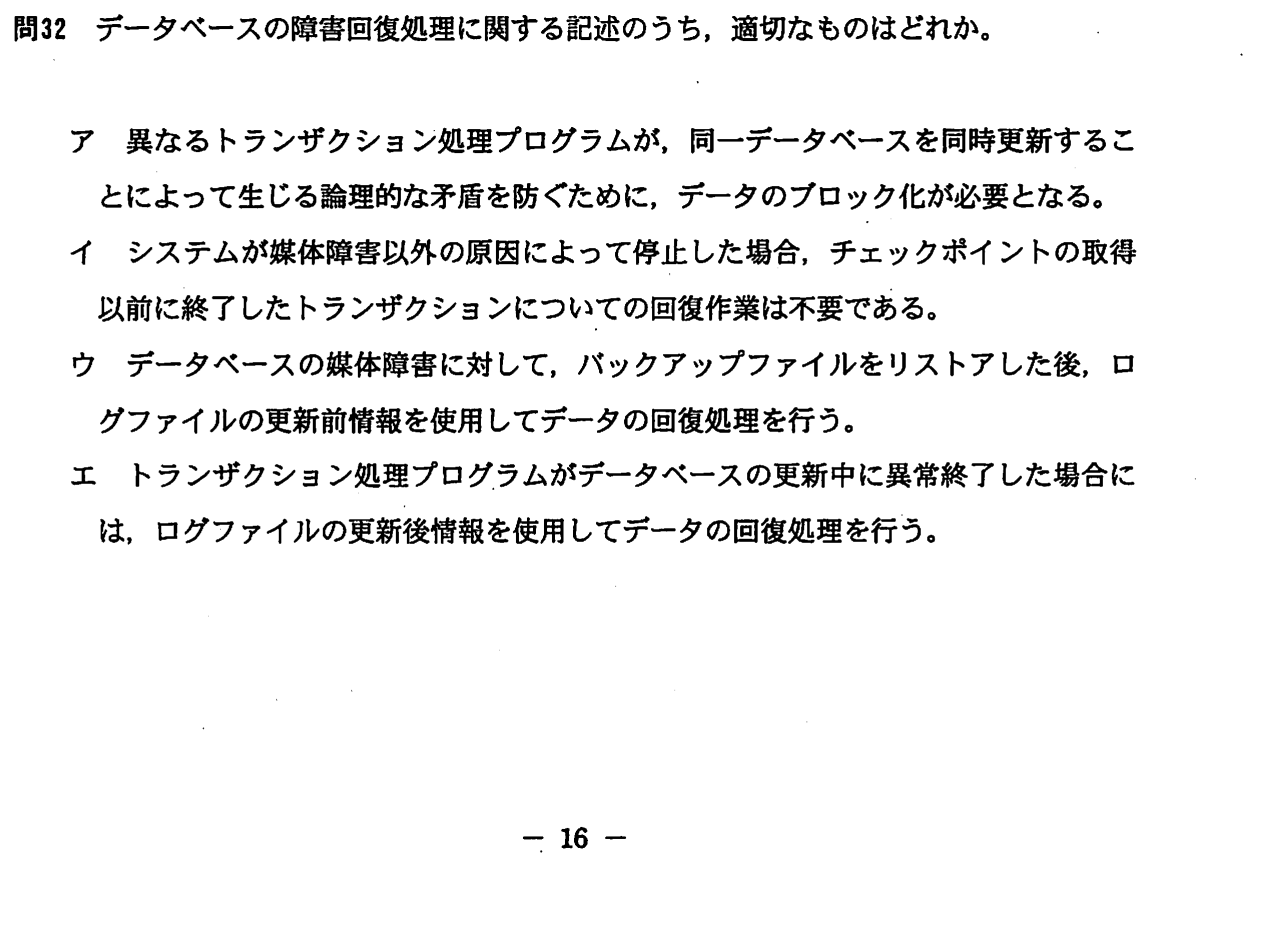 問32 データベースの障害回復処理に関する記述のうち，適切なものはどれか。
ア 異なるトランザクション処理プログラムが，同一データベースを同時更新するこ
とによって生じる論理的な矛盾を防ぐために，データのブロック化が必要となる。
イ システムが媒体障害以外の原因によって停止した場合，チェックポイントの取得
以前に終了したトランザクションについての回復作業は不要である。
ウ データベースの媒体障害に対して，バックアップファイルをリストアした後，ロ
グファイルの更新前情報を使用してデータの回復処理を行う。
エ トランザクション処理プログラムがデータベースの更新中に異常終了した場合に
は，ログファイルの更新後情報を使用してデータの回復処理を行う。
— 16 —